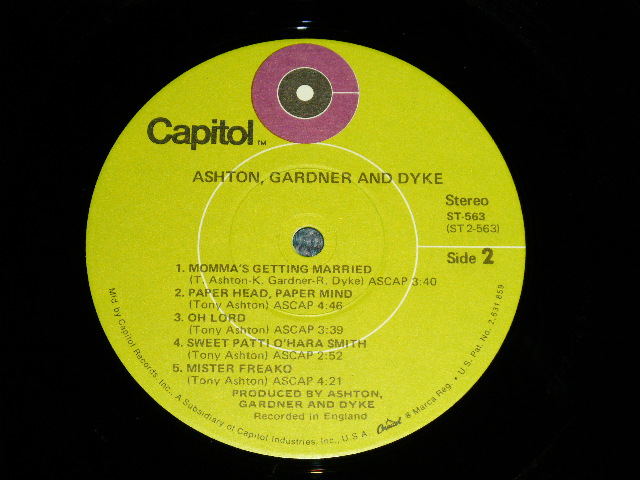 Capitol TM
ASHTON, GARDNER AND DYKE
Stereo
ST-563
(ST 2-563)
Side 2
1. MOMMA'S GETTING MARRIED
(T. Ashton-K. Gardner-R. Dyke) ASCAP 3:40
2. PAPER HEAD, PAPER MIND
(Tony Ashton) ASCAP 4:46
3. OH LORD
(Tony Ashton) ASCAP 3:39
4. SWEET PATTI O'HARA SMITH
(Tony Ashton) ASCAP 2:52
5. MISTER FREAKO
(Tony Ashton) ASCAP 4:21
PRODUCED BY ASHTON,
GARDNER AND DYKE
Recorded in England
Mfd. by Capitol Records, Inc., A Subsidiary of Capitol Industries, Inc., U.S.A. Capitol ® Marca Reg. • U.S. Pat. No. 2,631,859